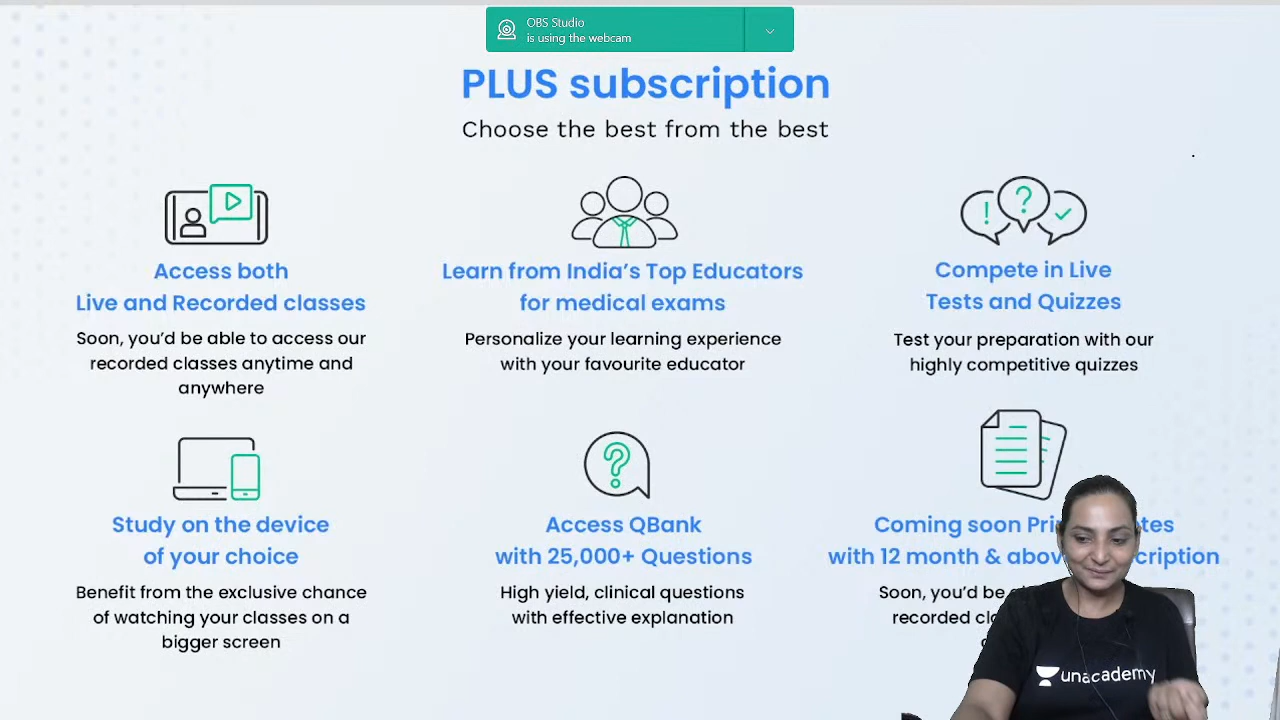 OBS Studio
is using the webcam
PLUS subscription
Choose the best from the best
Access both
Live and Recorded classes
Soon, you'd be able to access our
recorded classes anytime and
anywhere
Learn from India's Top Educators
for medical exams
Personalize your learning experience
with your favourite educator
Compete in Live
Tests and Quizzes
Test your preparation with our
highly competitive quizzes
Study on the device
of your choice
Benefit from the exclusive chance
of watching your classes on a
bigger screen
Access QBank
with 25,000+ Questions
High yield, clinical questions
with effective explanation
Coming soon
with 12 month &
Soon, you'd be
recorded
unacademy